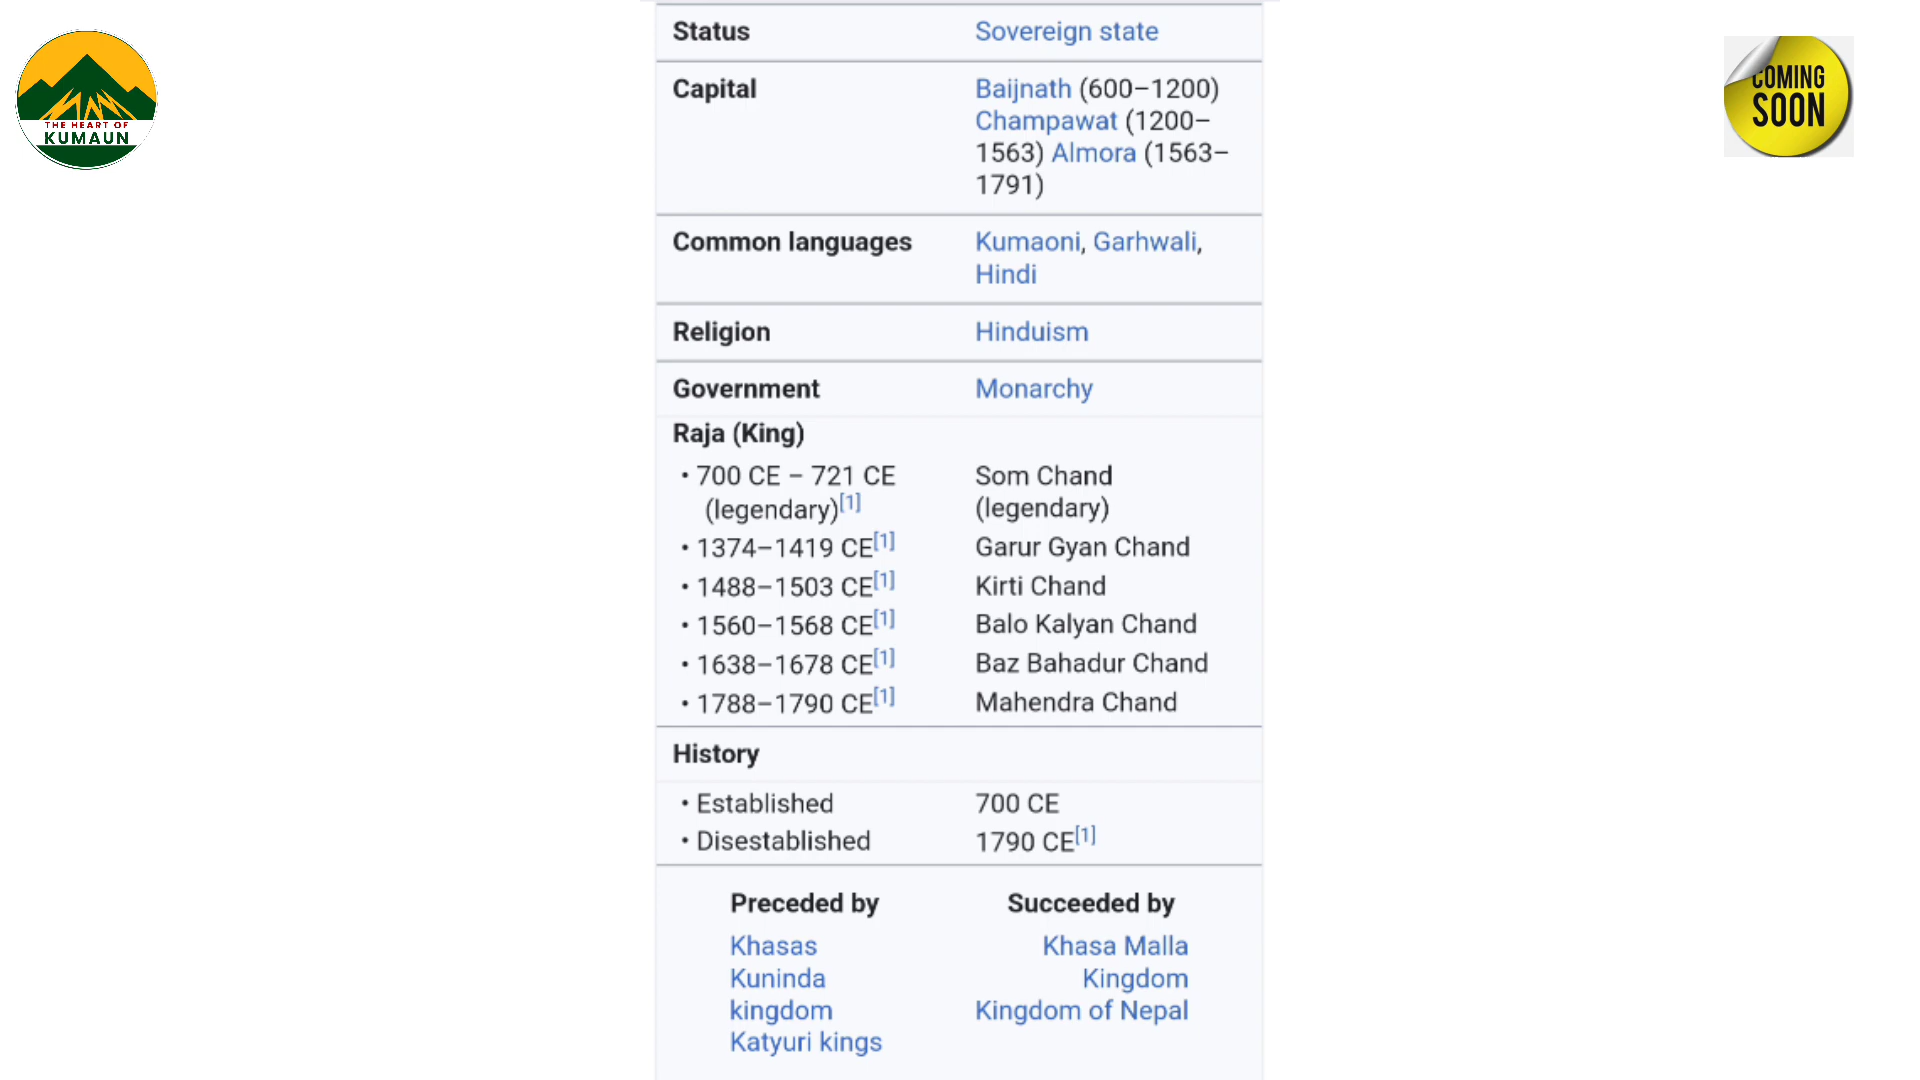 THE HEART OF
KUMAUN
COMING
SOON
Status Sovereign state
Capital Baijnath (600–1200)
Champawat (1200–
1563) Almora (1563–
1791)
Common languages Kumaoni, Garhwali,
Hindi
Religion Hinduism
Government Monarchy
Raja (King)
• 700 CE – 721 CE Som Chand
(legendary)[1] (legendary)
• 1374–1419 CE[1] Garur Gyan Chand
• 1488–1503 CE[1] Kirti Chand
• 1560–1568 CE[1] Balo Kalyan Chand
• 1638–1678 CE[1] Baz Bahadur Chand
• 1788–1790 CE[1] Mahendra Chand
History
• Established 700 CE
• Disestablished 1790 CE[1]
Preceded by
Khasas
Kuninda
kingdom
Katyuri kings
Succeeded by
Khasa Malla
Kingdom
Kingdom of Nepal